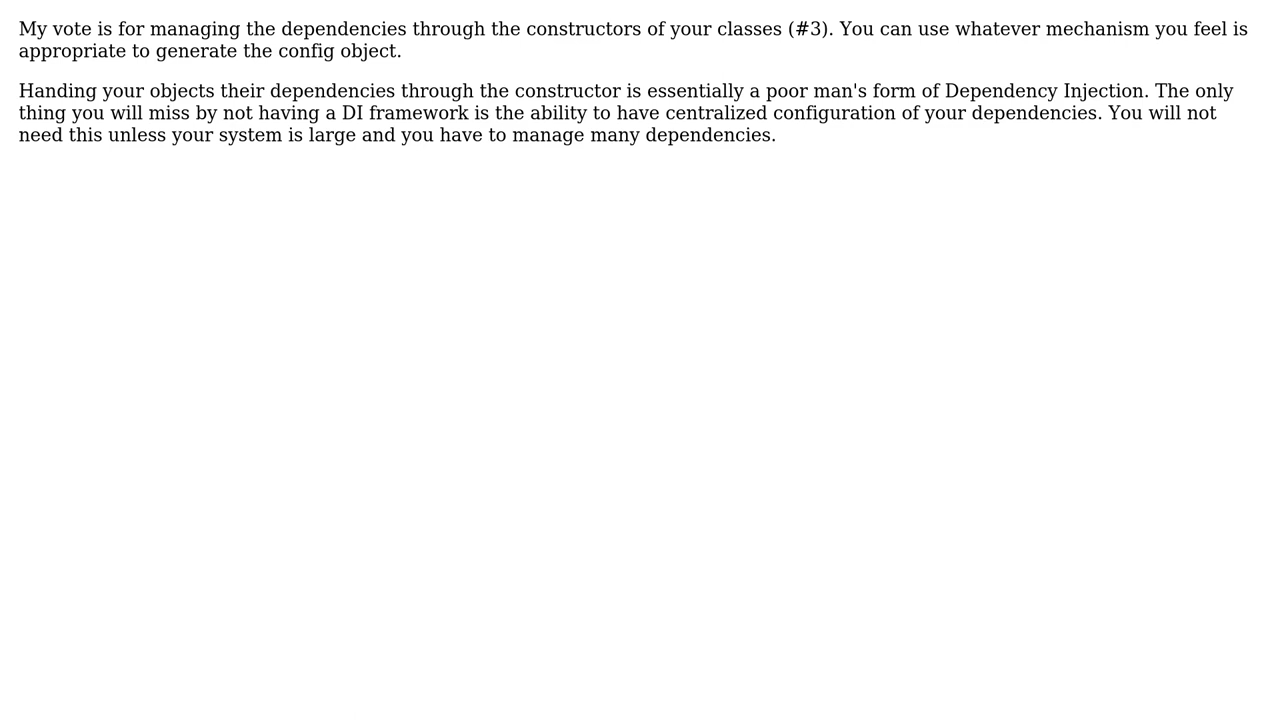 My vote is for managing the dependencies through the constructors of your classes (#3). You can use whatever mechanism you feel is
appropriate to generate the config object.
Handing your objects their dependencies through the constructor is essentially a poor man's form of Dependency Injection. The only
thing you will miss by not having a DI framework is the ability to have centralized configuration of your dependencies. You will not
need this unless your system is large and you have to manage many dependencies.